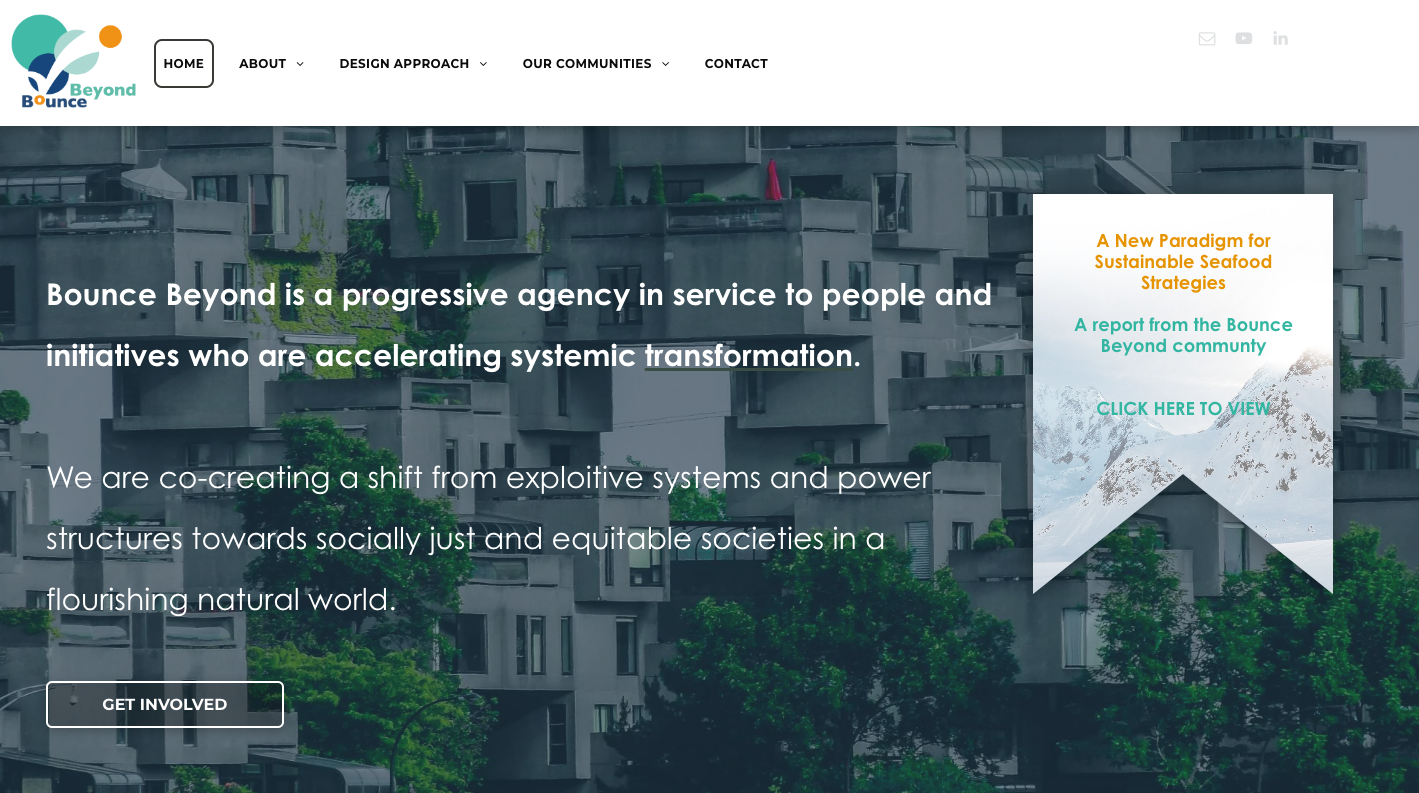 Beyond
Bounce
HOME
ABOUT
DESIGN APPROACH
OUR COMMUNITIES
CONTACT
Bounce Beyond is a progressive agency in service to people and
initiatives who are accelerating systemic transformation.
We are co-creating a shift from exploitive systems and power
structures towards socially just and equitable societies in a
flourishing natural world.
GET INVOLVED
A New Paradigm for
Sustainable Seafood
Strategies
A report from the Bounce
Beyond communty
CLICK HERE TO VIEW